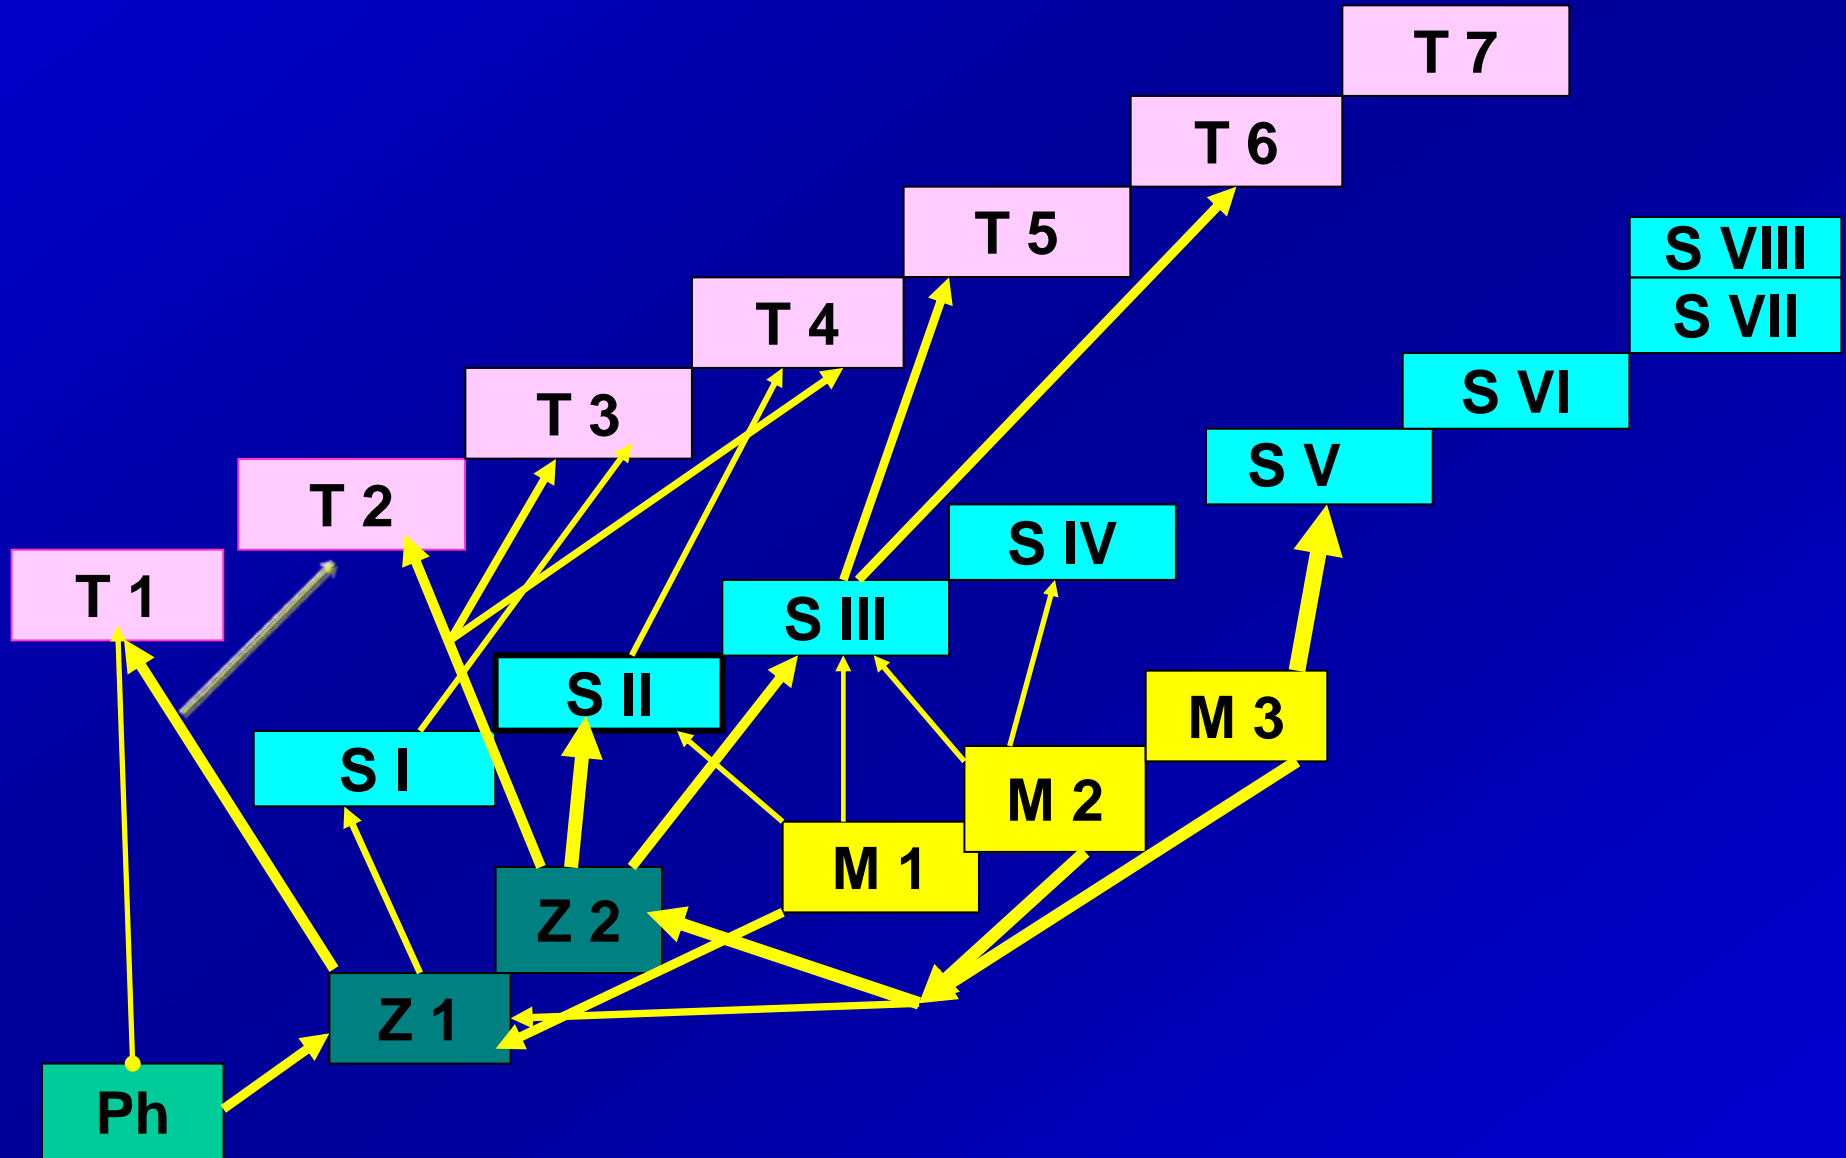 T 7
T 6
T 5
S VIII
S VII
T 4
S VI
T 3
S V
T 2
S IV
T 1
S III
S II
M 3
S I
M 2
M 1
Z 2
Z 1
Ph